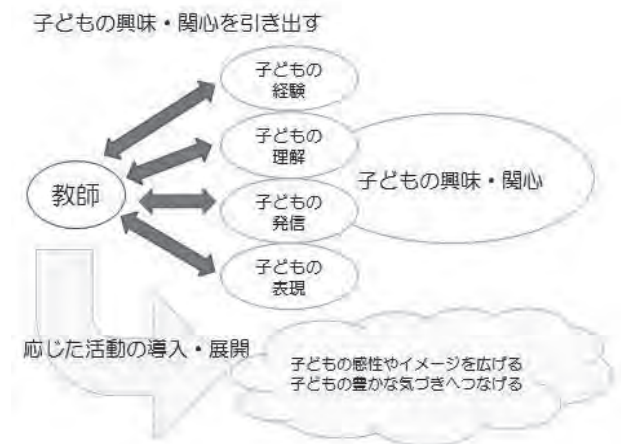 子どもの興味・関心を引き出す
子どもの
経験
子どもの
理解
子どもの興味・関心
教師
子どもの
発信
子どもの
表現
応じた活動の導入・展開
子どもの感性やイメージを広げる
子どもの豊かな気づきへつなげる